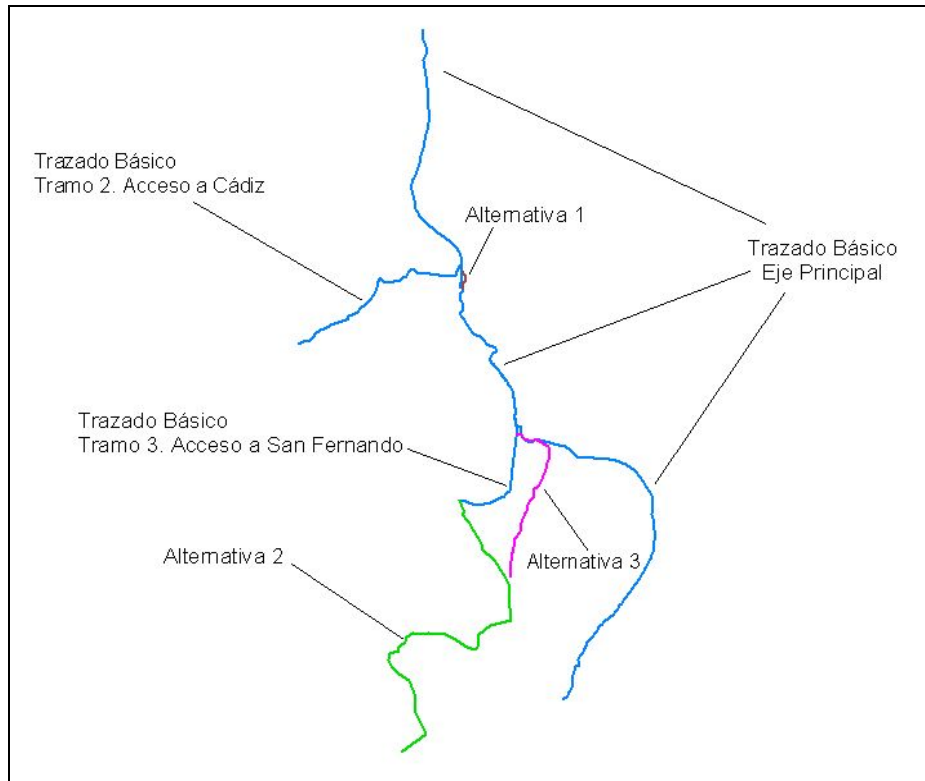 Trazado Básico
Tramo 2. Acceso a Cádiz
Alternativa 1
Trazado Básico
Eje Principal
Trazado Básico
Tramo 3. Acceso a San Fernando
Alternativa 2
Alternativa 3